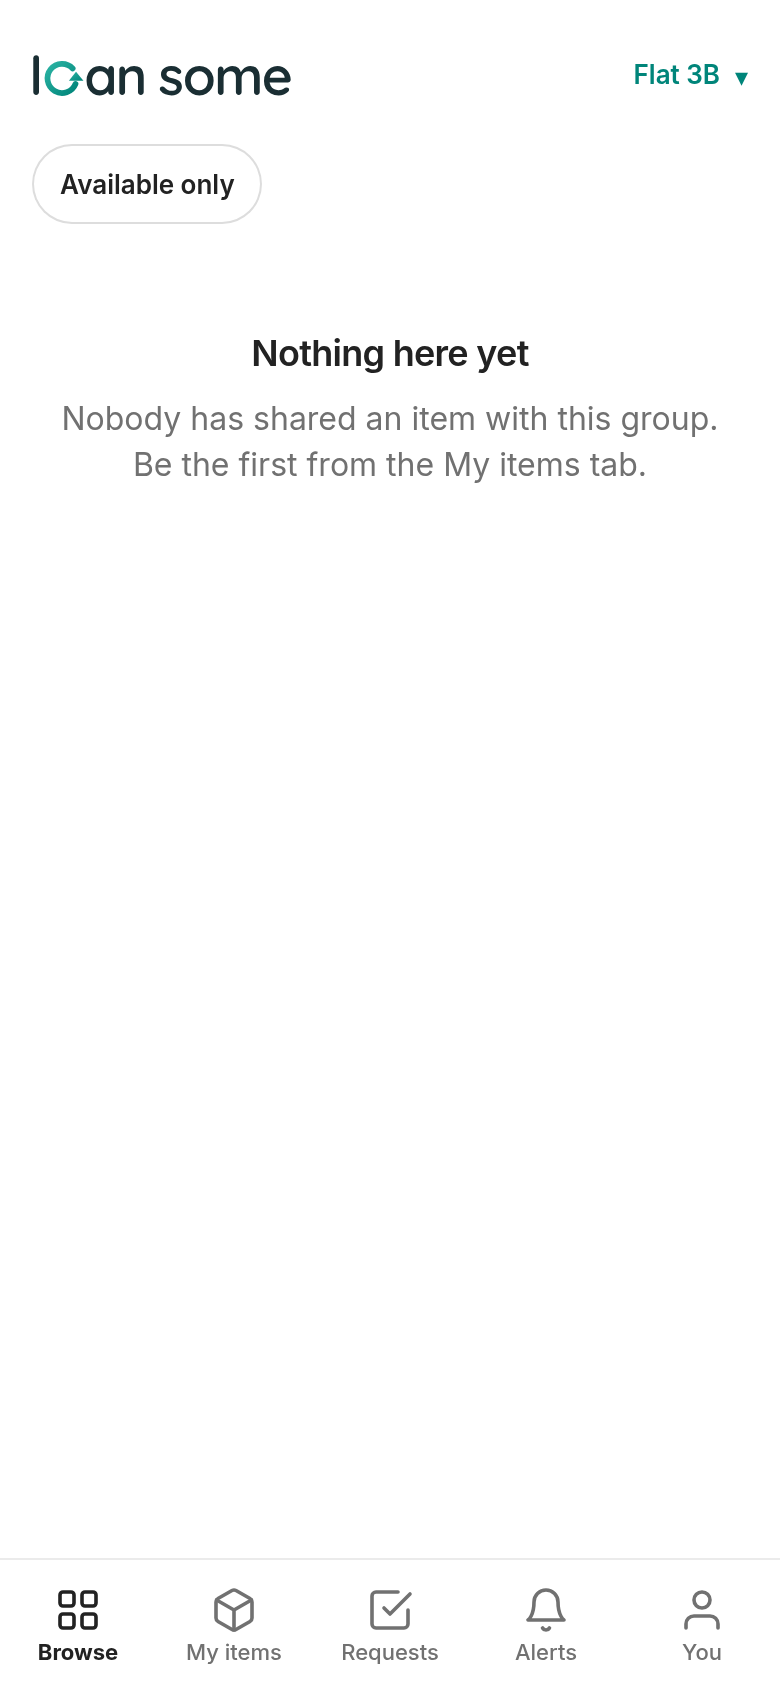 loan some
Flat 3B ▼
Available only
Nothing here yet
Nobody has shared an item with this group.
Be the first from the My items tab.
Browse
My items
Requests
Alerts
You